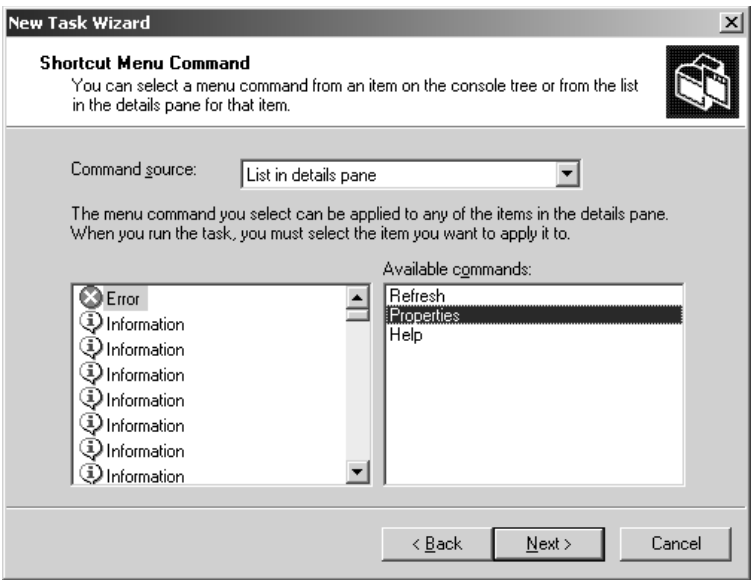 New Task Wizard
Shortcut Menu Command
You can select a menu command from an item on the console tree or from the list
in the details pane for that item.
Command source:
List in details pane
The menu command you select can be applied to any of the items in the details pane.
When you run the task, you must select the item you want to apply it to.
Available commands:
Error
Information
Information
Information
Information
Information
Information
Information
Refresh
Properties
Help
< Back
Next >
Cancel